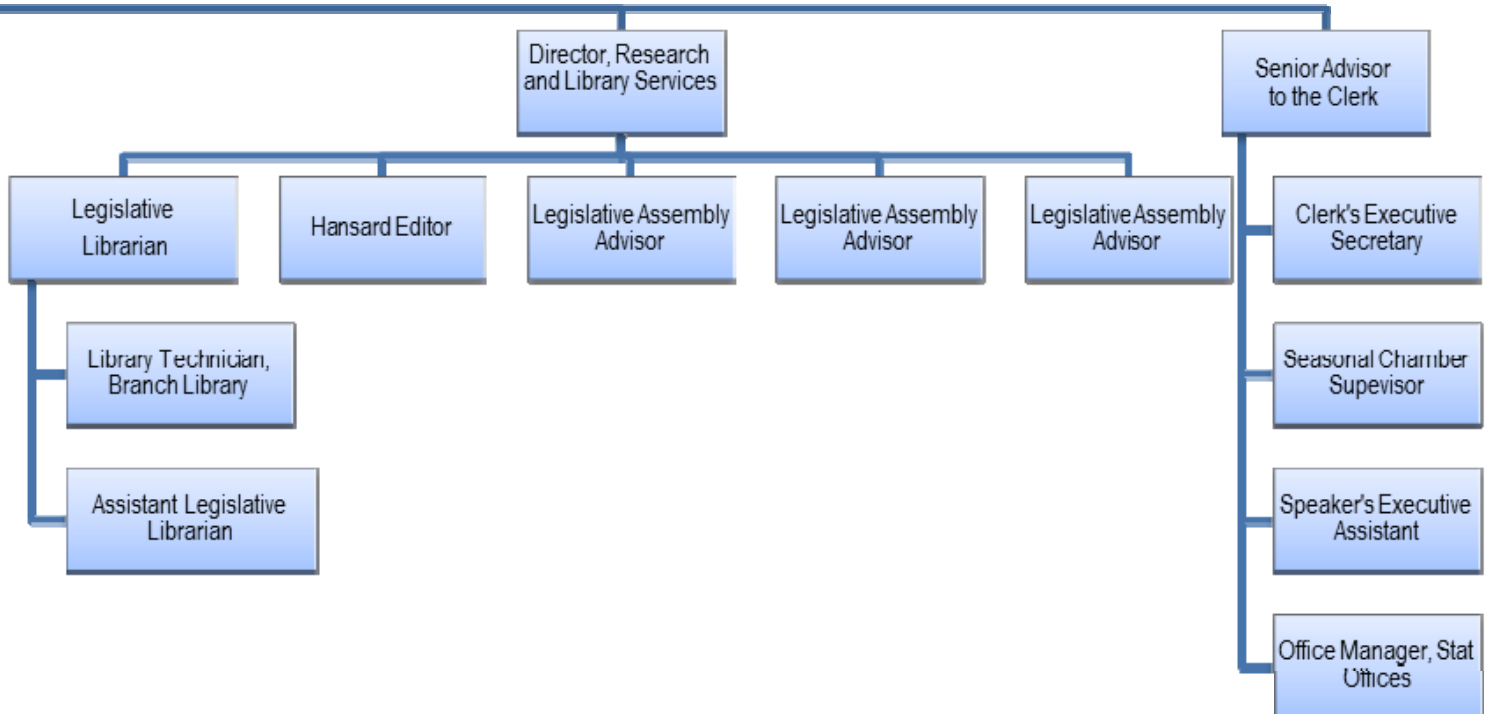 Director, Research
and Library Services
Senior Advisor
to the Clerk
Legislative
Librarian
Hansard Editor
Legislative Assembly
Advisor
Legislative Assembly
Advisor
Legislative Assembly
Advisor
Clerk's Executive
Secretary
Library Technician,
Branch Library
Seasonal Chamber
Supevisor
Assistant Legislative
Librarian
Speaker's Executive
Assistant
Office Manager, Stat
Offices